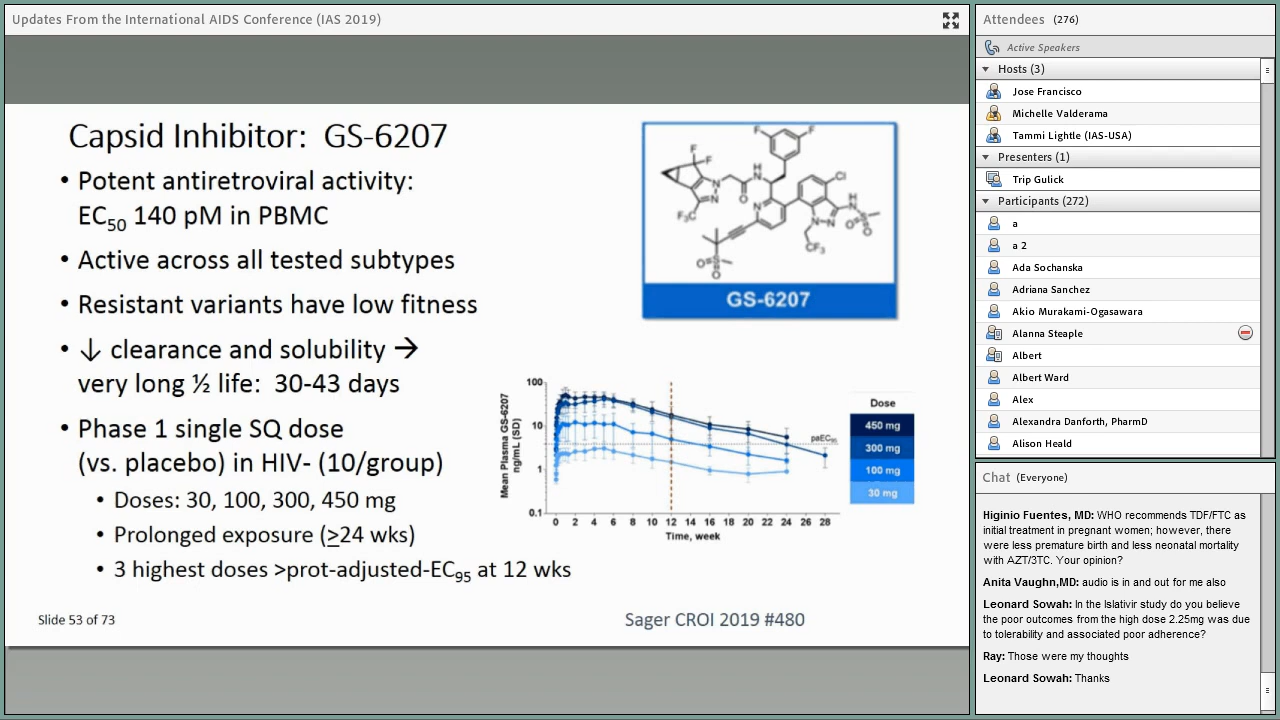 Updates From the International AIDS Conference (IAS 2019)
Capsid Inhibitor: GS-6207
• Potent antiretroviral activity:
EC50 140 pM in PBMC
• Active across all tested subtypes
• Resistant variants have low fitness
• ↓ clearance and solubility →
very long ½ life: 30-43 days
• Phase 1 single SQ dose
(vs. placebo) in HIV- (10/group)
• Doses: 30, 100, 300, 450 mg
• Prolonged exposure (≥24 wks)
• 3 highest doses >prot-adjusted-EC95 at 12 wks
Slide 53 of 73
Sager CROI 2019 #480
F
F
F
F
N
H
N
O
Cl
N
F3C
N
H
N
N
N
S
O
O
CF3
O
S
O
GS-6207
Mean Plasma GS-6207
ng/mL (SD)
100
10
1
0.1
paEC95
0 2 4 6 8 10 12 14 16 18 20 22 24 26 28
Time, week
Dose
450 mg
300 mg
100 mg
30 mg
Attendees (276)
Active Speakers
Hosts (3)
Jose Francisco
Michelle Valderama
Tammi Lightle (IAS-USA)
Presenters (1)
Trip Gulick
Participants (272)
a
a 2
Ada Sochanska
Adriana Sanchez
Akio Murakami-Ogasawara
Alanna Steaple
Albert
Albert Ward
Alex
Alexandra Danforth, PharmD
Alison Heald
Chat (Everyone)
Higinio Fuentes, MD: WHO recommends TDF/FTC as
initial treatment in pregnant women; however, there
were less premature birth and less neonatal mortality
with AZT/3TC. Your opinion?
Anita Vaughn,MD: audio is in and out for me also
Leonard Sowah: In the Islativir study do you believe
the poor outcomes from the high dose 2.25mg was due
to tolerability and associated poor adherence?
Ray: Those were my thoughts
Leonard Sowah: Thanks